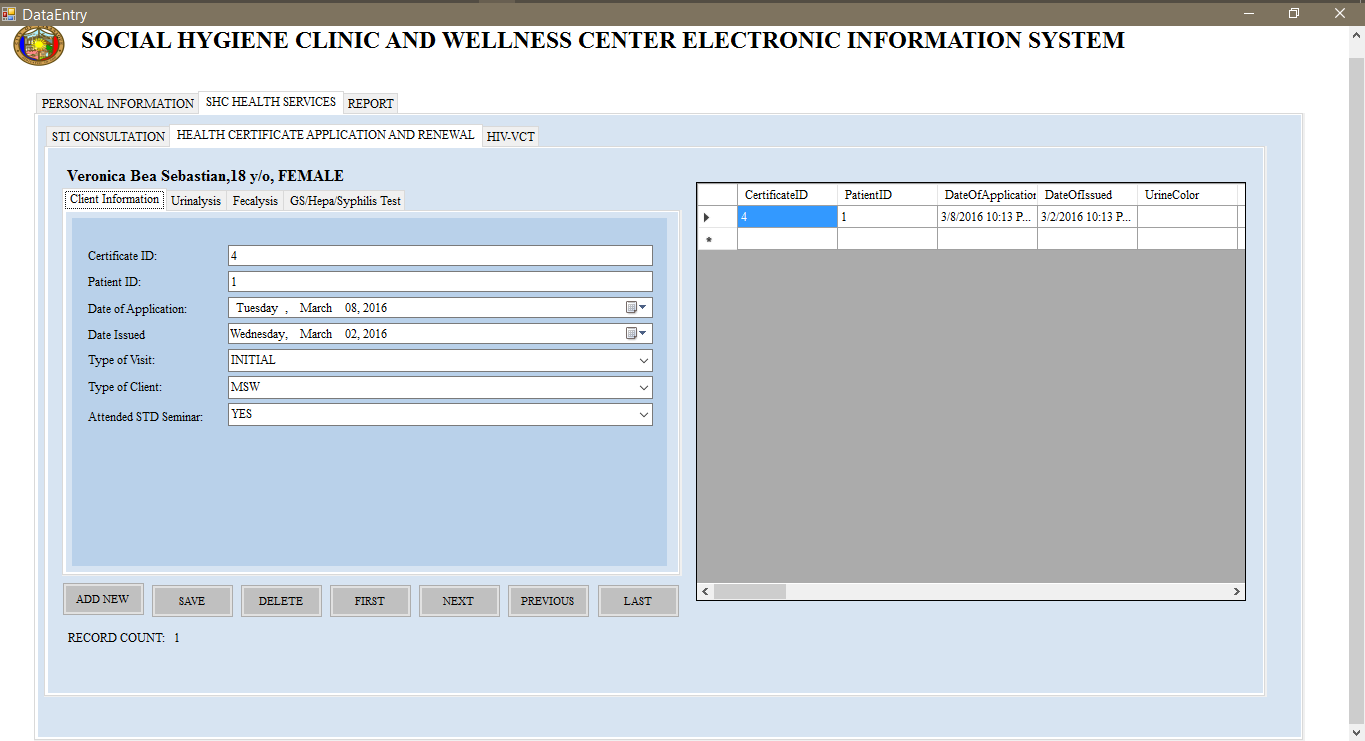 DataEntry
SOCIAL HYGIENE CLINIC AND WELLNESS CENTER ELECTRONIC INFORMATION SYSTEM
PERSONAL INFORMATION SHC HEALTH SERVICES REPORT
STI CONSULTATION HEALTH CERTIFICATE APPLICATION AND RENEWAL HIV-VCT
Veronica Bea Sebastian,18 y/o, FEMALE
Client Information Urinalysis Fecalysis GS/Hepa/Syphilis Test
Certificate ID: 4
Patient ID: 1
Date of Application: Tuesday , March 08, 2016
Date Issued Wednesday, March 02, 2016
Type of Visit: INITIAL
Type of Client: MSW
Attended STD Seminar: YES
ADD NEW SAVE DELETE FIRST NEXT PREVIOUS LAST
RECORD COUNT: 1
CertificateID PatientID DateOfApplication DateOfIssued UrineColor
4 1 3/8/2016 10:13 P... 3/2/2016 10:13 P...